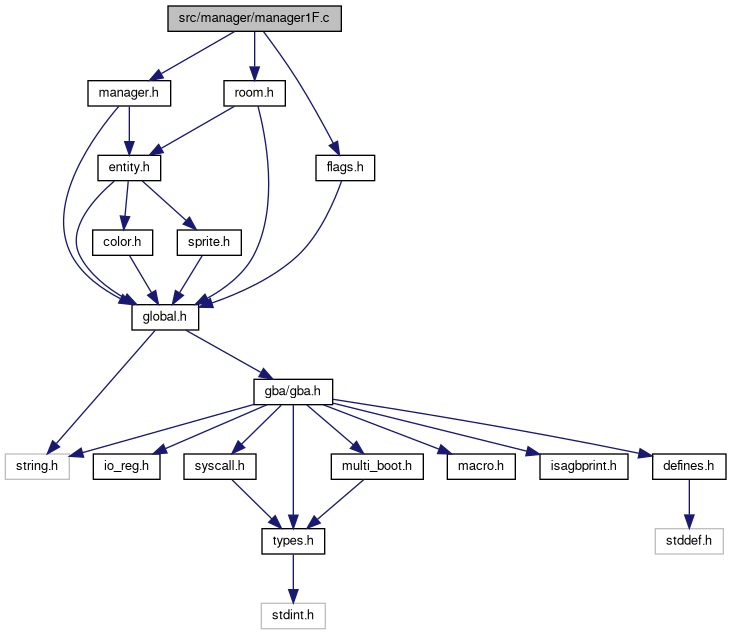 src/manager/manager1F.c
manager.h
room.h
entity.h
flags.h
color.h
sprite.h
global.h
gba/gba.h
string.h
io_reg.h
syscall.h
multi_boot.h
macro.h
isagbprint.h
defines.h
types.h
stddef.h
stdint.h